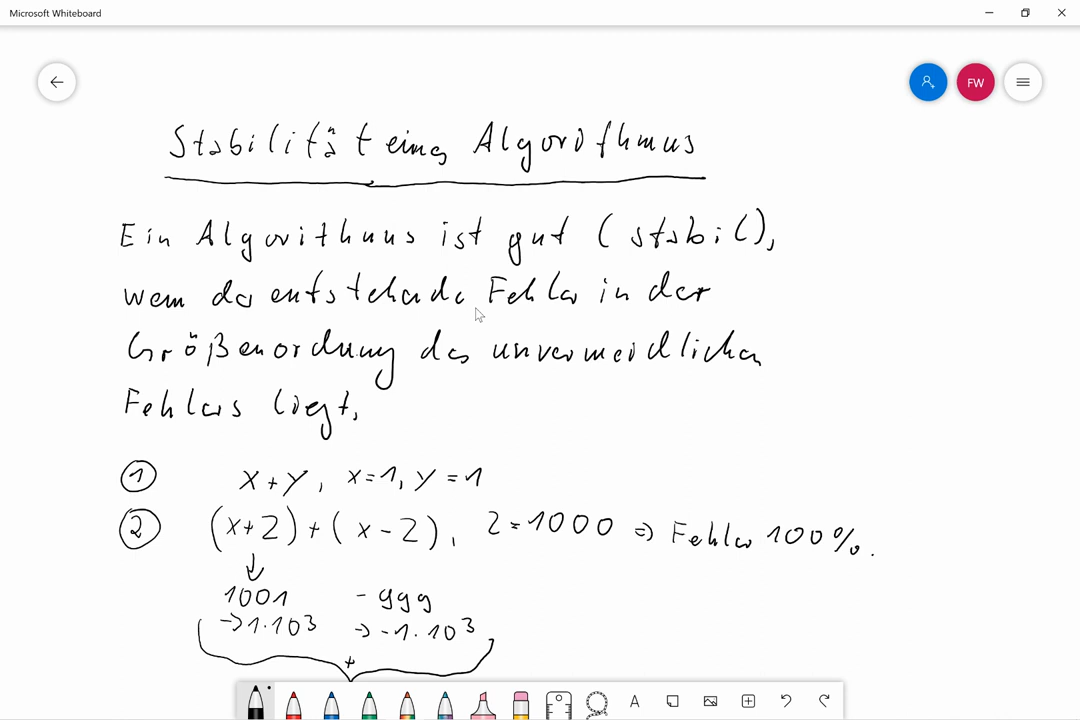 Microsoft Whiteboard
FW
Stabilität eines Algorithmus
Ein Algorithmus ist gut (stabil),
wenn der entstehende Fehler in der
Größenordnung des unvermeidlichen
Fehlers liegt.
① x+y, x=1, y=1
② (x+z)+(x-z), z=1000 ⇒ Fehler 100%.
↓
1001 -999
→1·10³ → -1·10³
+
A